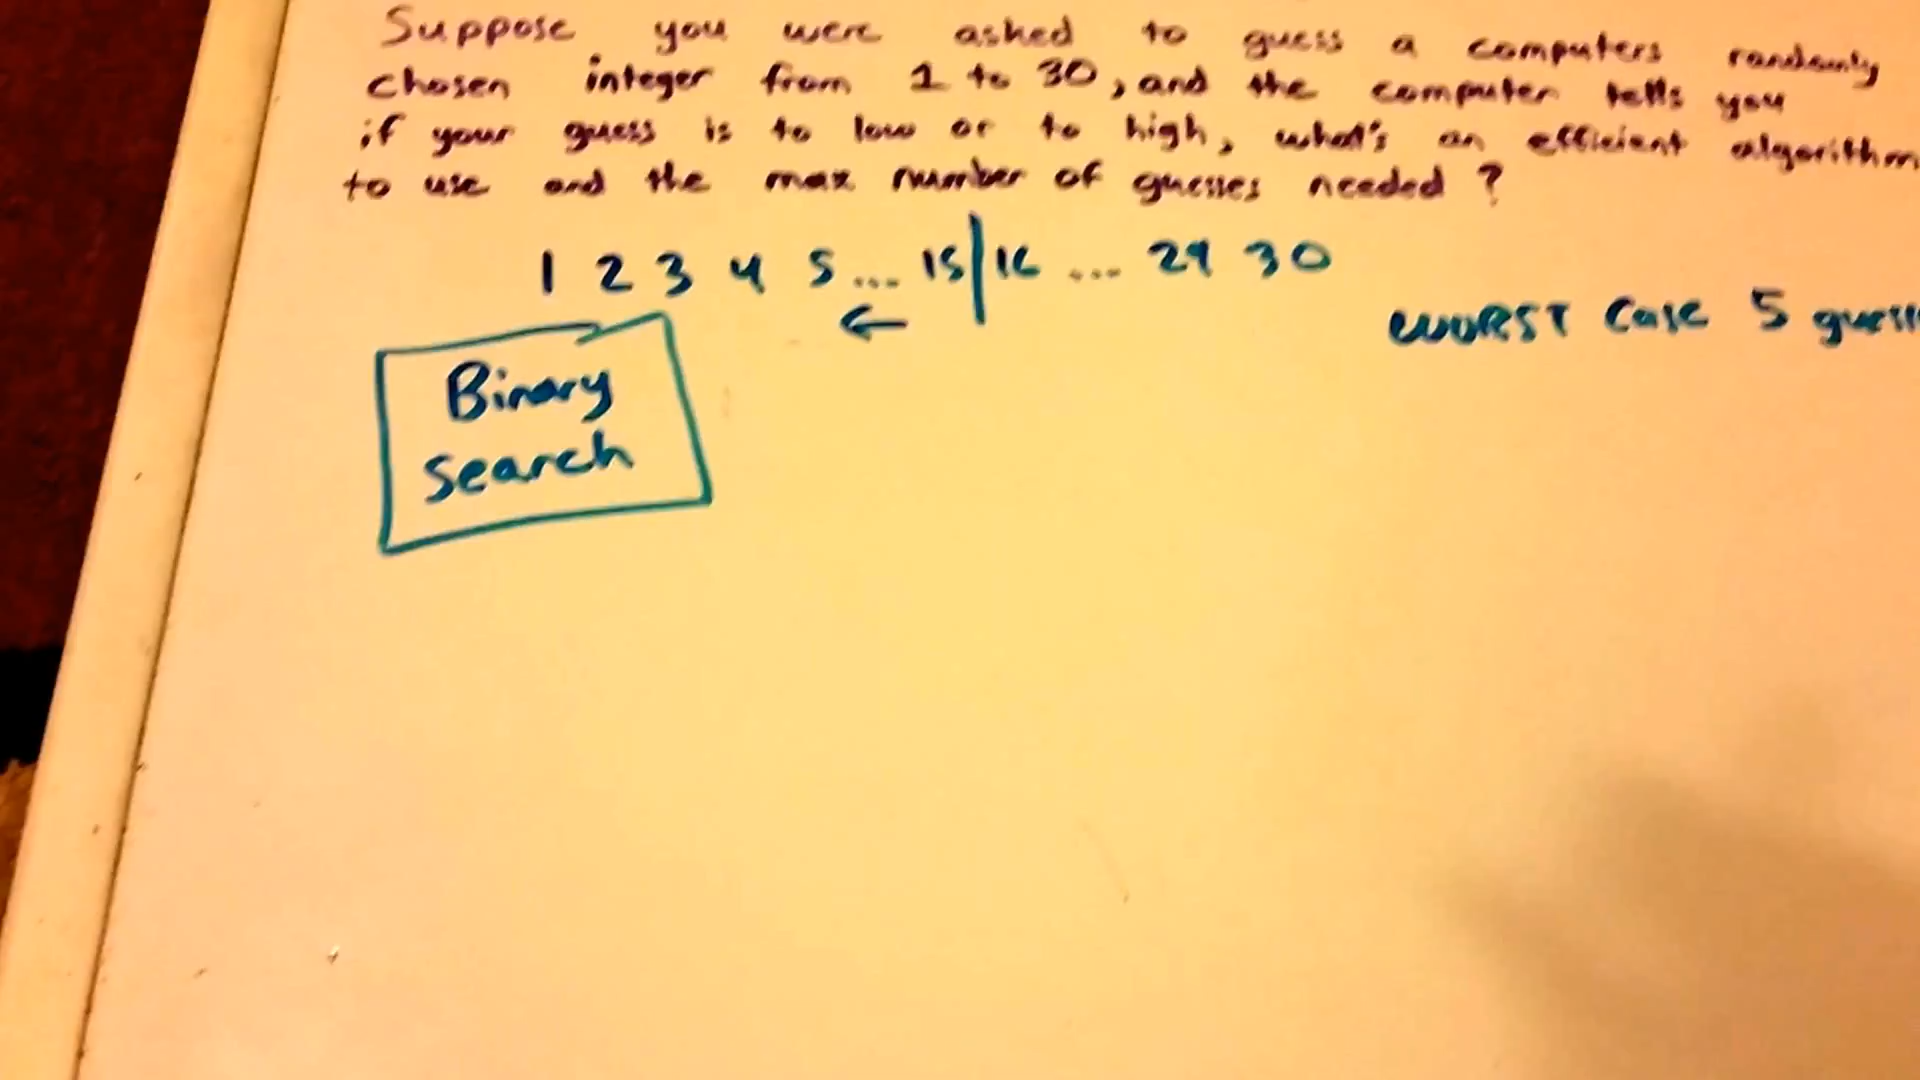 Suppose you were asked to guess a computers randomly
chosen integer from 1 to 30, and the computer tells you
if your guess is to low or to high, what's an efficient algorithm
to use and the max number of guesses needed ?
1 2 3 4 5 ... 15 | 16 ... 29 30
←
WORST Case 5 guess
Binary
search